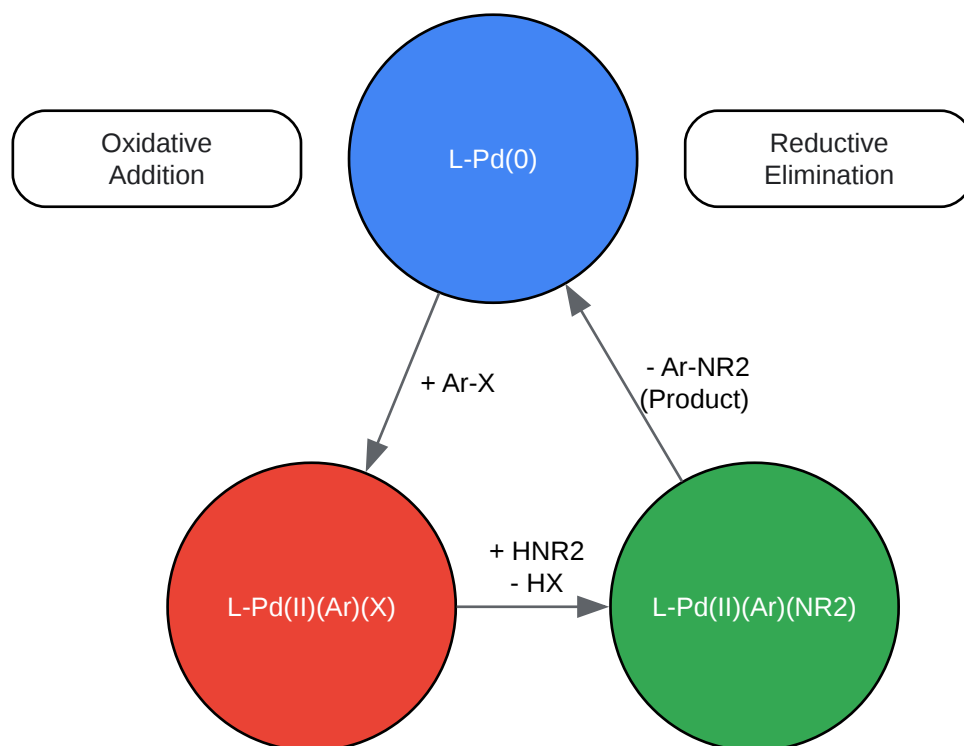 Oxidative
Addition
L-Pd(0)
Reductive
Elimination
+ Ar-X
- Ar-NR2
(Product)
L-Pd(II)(Ar)(X)
+ HNR2
- HX
L-Pd(II)(Ar)(NR2)